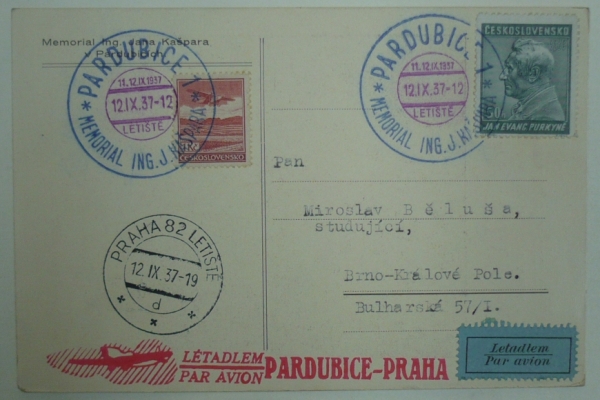 Memorial Ing. Jana Kašpara
v Pardubicích
PARDUBICE 1
11.12.IX.1937
12.IX.37-12
LETIŠTĚ
MEMORIAL ING. J. KAŠPARA
ČESKOSLOVENSKO
PARDUBICE 1
11.12.IX.1937
12.IX.37-12
LETIŠTĚ
MEMORIAL ING. J. KAŠPARA
ČESKOSLOVENSKO
50
JAN EVANG. PURKYNĚ
Pan
Miroslav Běluša,
studující,
Brno-Králové Pole.
Bulharská 57/I.
PRAHA 82 LETIŠTĚ
12.IX.37-19
d
LÉTADLEM
PAR AVION
PARDUBICE-PRAHA
Letadlem
Par avion